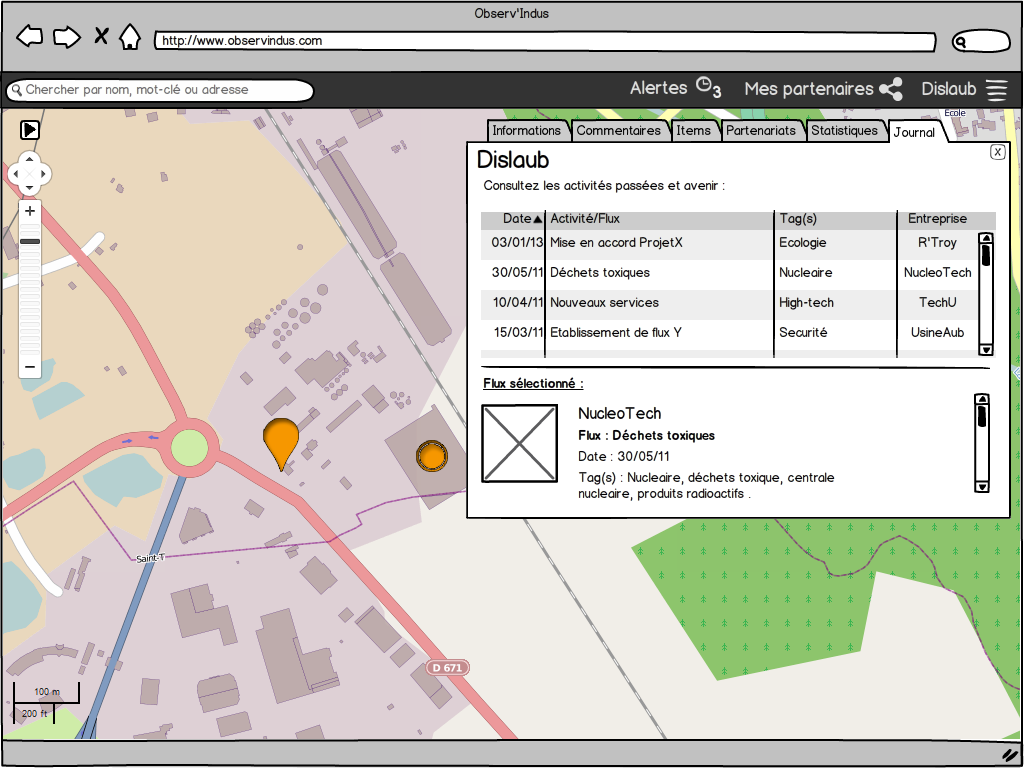 Observ'Indus
http://www.observindus.com
Chercher par nom, mot-clé ou adresse
Alertes 3 Mes partenaires Dislaub
Ecole
Informations Commentaires Items Partenariats Statistiques Journal
X
Dislaub
Consultez les activités passées et avenir :
Date Activité/Flux Tag(s) Entreprise
03/01/13 Mise en accord ProjetX Ecologie R'Troy
30/05/11 Déchets toxiques Nucleaire NucleoTech
10/04/11 Nouveaux services High-tech TechU
15/03/11 Etablissement de flux Y Securité UsineAub
Flux sélectionné :
NucleoTech
Flux : Déchets toxiques
Date : 30/05/11
Tag(s) : Nucleaire, déchets toxique, centrale
nucleaire, produits radioactifs .
Saint-T
D 671
100 m
200 ft